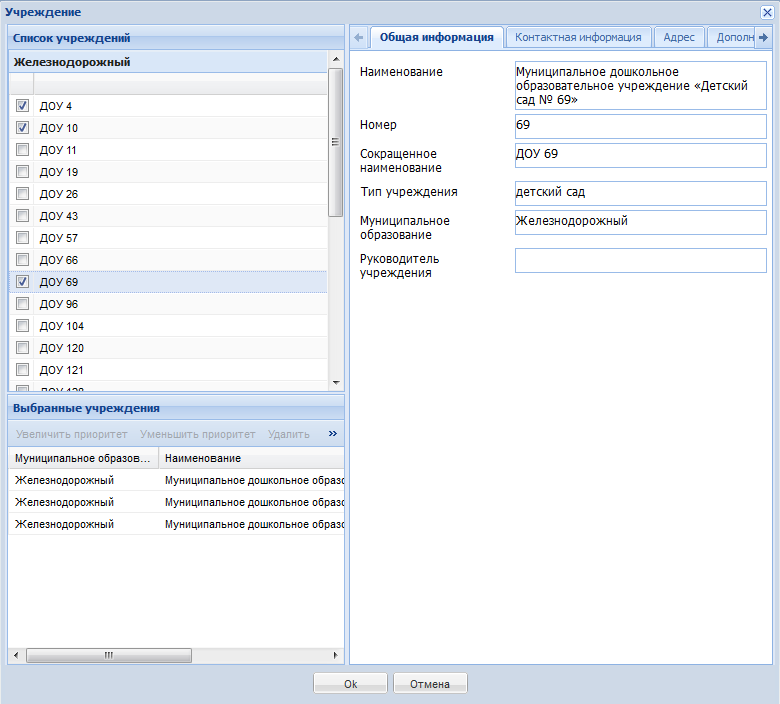 Учреждение
Список учреждений
Железнодорожный
ДОУ 4
ДОУ 10
ДОУ 11
ДОУ 19
ДОУ 26
ДОУ 43
ДОУ 57
ДОУ 66
ДОУ 69
ДОУ 96
ДОУ 104
ДОУ 120
ДОУ 121
Выбранные учреждения
Увеличить приоритет Уменьшить приоритет Удалить »
Муниципальное образов... Наименование
Железнодорожный Муниципальное дошкольное образо
Железнодорожный Муниципальное дошкольное образо
Железнодорожный Муниципальное дошкольное образо
Общая информация Контактная информация Адрес Дополн
Наименование
Муниципальное дошкольное
образовательное учреждение «Детский
сад № 69»
Номер
69
Сокращенное
наименование
ДОУ 69
Тип учреждения
детский сад
Муниципальное
образование
Железнодорожный
Руководитель
учреждения
Ok Отмена